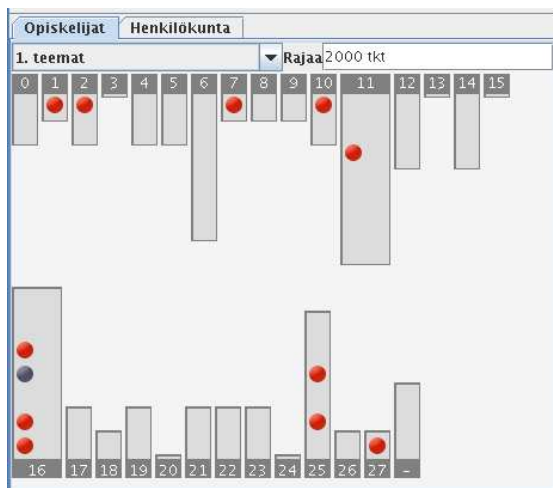 Opiskelijat Henkilökunta
1. teemat Rajaa 2000 tkt
0 1 2 3 4 5 6 7 8 9 10 11 12 13 14 15
16 17 18 19 20 21 22 23 24 25 26 27 -